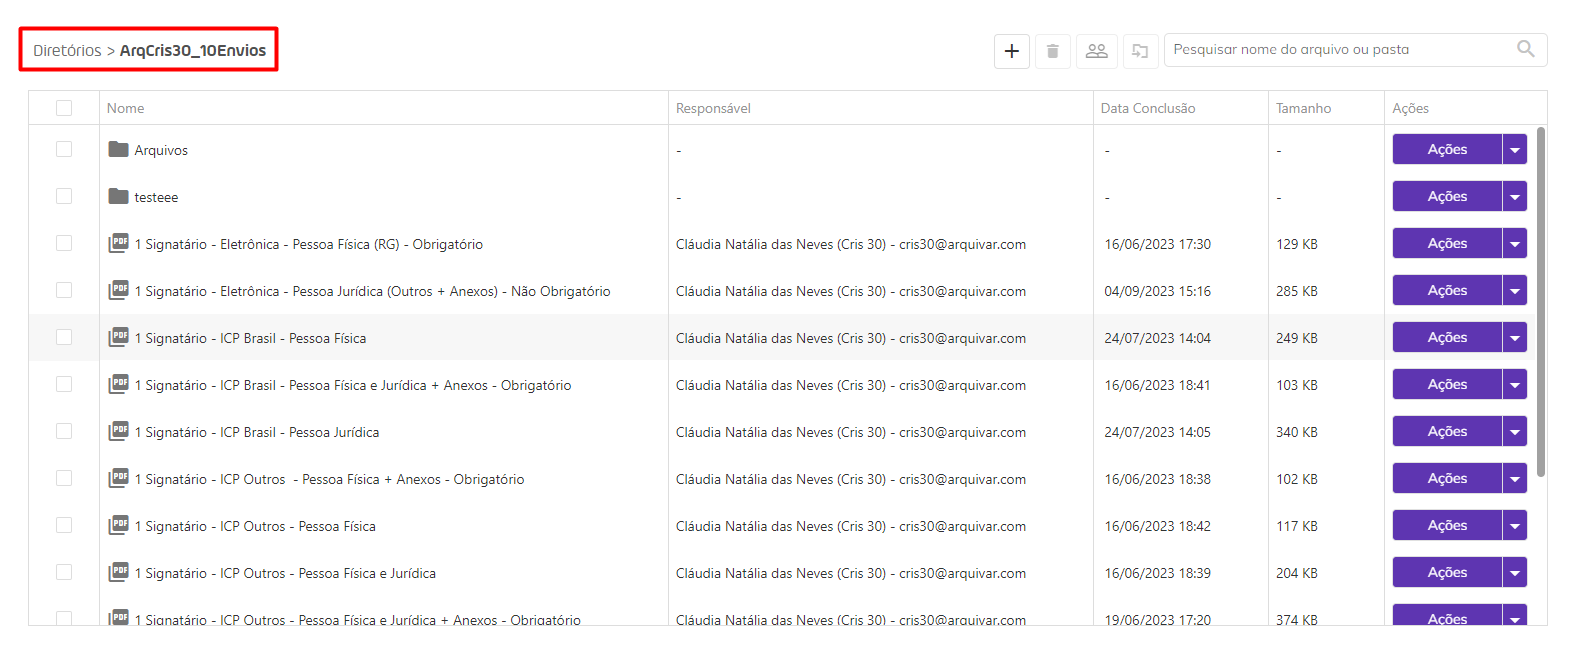 Diretórios > ArqCris30_10Envios
Pesquisar nome do arquivo ou pasta
Nome Responsável Data Conclusão Tamanho Ações
Arquivos - - - Ações
testeee - - - Ações
PDF 1 Signatário - Eletrônica - Pessoa Física (RG) - Obrigatório Cláudia Natália das Neves (Cris 30) - cris30@arquivar.com 16/06/2023 17:30 129 KB Ações
PDF 1 Signatário - Eletrônica - Pessoa Jurídica (Outros + Anexos) - Não Obrigatório Cláudia Natália das Neves (Cris 30) - cris30@arquivar.com 04/09/2023 15:16 285 KB Ações
PDF 1 Signatário - ICP Brasil - Pessoa Física Cláudia Natália das Neves (Cris 30) - cris30@arquivar.com 24/07/2023 14:04 249 KB Ações
PDF 1 Signatário - ICP Brasil - Pessoa Física e Jurídica + Anexos - Obrigatório Cláudia Natália das Neves (Cris 30) - cris30@arquivar.com 16/06/2023 18:41 103 KB Ações
PDF 1 Signatário - ICP Brasil - Pessoa Jurídica Cláudia Natália das Neves (Cris 30) - cris30@arquivar.com 24/07/2023 14:05 340 KB Ações
PDF 1 Signatário - ICP Outros - Pessoa Física + Anexos - Obrigatório Cláudia Natália das Neves (Cris 30) - cris30@arquivar.com 16/06/2023 18:38 102 KB Ações
PDF 1 Signatário - ICP Outros - Pessoa Física Cláudia Natália das Neves (Cris 30) - cris30@arquivar.com 16/06/2023 18:42 117 KB Ações
PDF 1 Signatário - ICP Outros - Pessoa Física e Jurídica Cláudia Natália das Neves (Cris 30) - cris30@arquivar.com 16/06/2023 18:39 204 KB Ações
PDF 1 Signatário - ICP Outros - Pessoa Física e Jurídica + Anexos - Obrigatório Cláudia Natália das Neves (Cris 30) - cris30@arquivar.com 19/06/2023 17:20 374 KB Ações